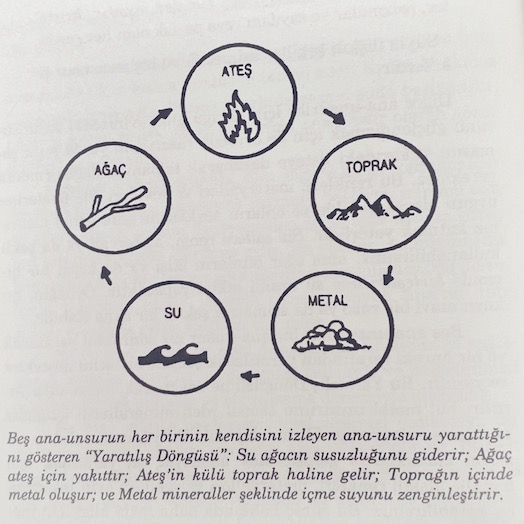 ATEŞ
TOPRAK
METAL
SU
AĞAÇ
Beş ana-unsurun her birinin kendisini izleyen ana-unsuru yarattığı-
nı gösteren “Yaratılış Döngüsü”: Su ağacın susuzluğunu giderir; Ağaç
ateş için yakıttır; Ateş’in külü toprak haline gelir; Toprağın içinde
metal oluşur; ve Metal mineraller şeklinde içme suyunu zenginleştirir.